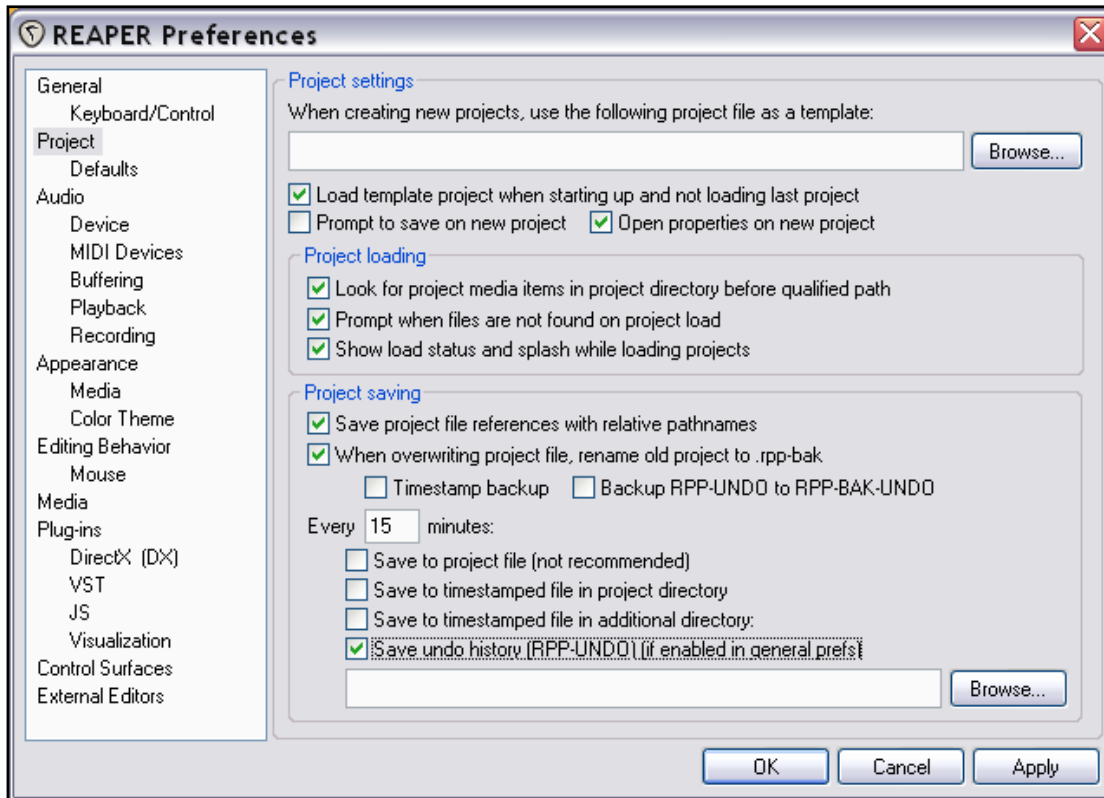 REAPER Preferences
General
Keyboard/Control
Project
Defaults
Audio
Device
MIDI Devices
Buffering
Playback
Recording
Appearance
Media
Color Theme
Editing Behavior
Mouse
Media
Plug-ins
DirectX (DX)
VST
JS
Visualization
Control Surfaces
External Editors
Project settings
When creating new projects, use the following project file as a template:
Browse...
Load template project when starting up and not loading last project
Prompt to save on new project Open properties on new project
Project loading
Look for project media items in project directory before qualified path
Prompt when files are not found on project load
Show load status and splash while loading projects
Project saving
Save project file references with relative pathnames
When overwriting project file, rename old project to .rpp-bak
Timestamp backup Backup RPP-UNDO to RPP-BAK-UNDO
Every 15 minutes:
Save to project file (not recommended)
Save to timestamped file in project directory
Save to timestamped file in additional directory:
Save undo history (RPP-UNDO) (if enabled in general prefs)
Browse...
OK Cancel Apply